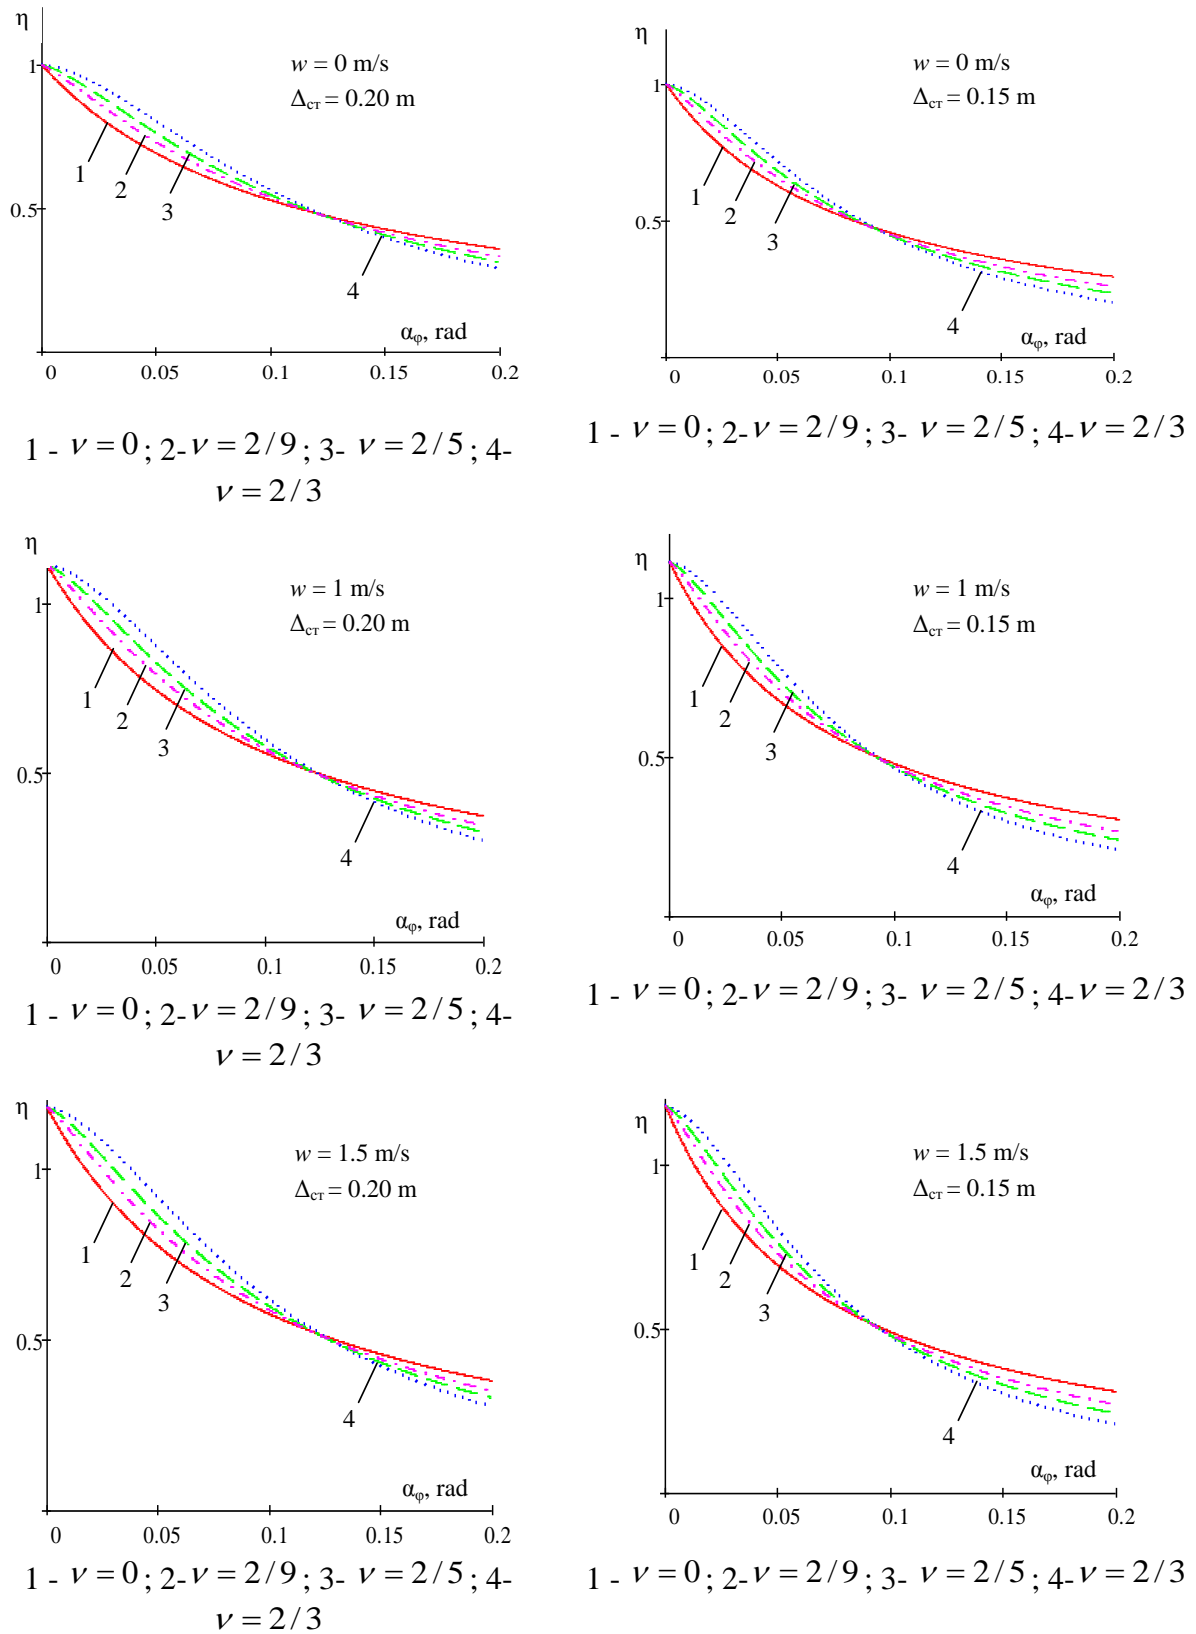 η
w = 0 m/s
Δст = 0.20 m
1
0.5
1
2
3
4
αφ, rad
0 0.05 0.1 0.15 0.2
1 - ν = 0 ; 2- ν = 2/9 ; 3- ν = 2/5 ; 4-
ν = 2/3
η
w = 0 m/s
Δст = 0.15 m
1
0.5
1
2
3
4
αφ, rad
0 0.05 0.1 0.15 0.2
1 - ν = 0 ; 2- ν = 2/9 ; 3- ν = 2/5 ; 4- ν = 2/3
η
w = 1 m/s
Δст = 0.20 m
1
0.5
1
2
3
4
αφ, rad
0 0.05 0.1 0.15 0.2
1 - ν = 0 ; 2- ν = 2/9 ; 3- ν = 2/5 ; 4-
ν = 2/3
η
w = 1 m/s
Δст = 0.15 m
1
0.5
1
2
3
4
αφ, rad
0 0.05 0.1 0.15 0.2
1 - ν = 0 ; 2- ν = 2/9 ; 3- ν = 2/5 ; 4- ν = 2/3
η
w = 1.5 m/s
Δст = 0.20 m
1
0.5
1
2
3
4
αφ, rad
0 0.05 0.1 0.15 0.2
1 - ν = 0 ; 2- ν = 2/9 ; 3- ν = 2/5 ; 4-
ν = 2/3
η
w = 1.5 m/s
Δст = 0.15 m
1
0.5
1
2
3
4
αφ, rad
0 0.05 0.1 0.15 0.2
1 - ν = 0 ; 2- ν = 2/9 ; 3- ν = 2/5 ; 4- ν = 2/3